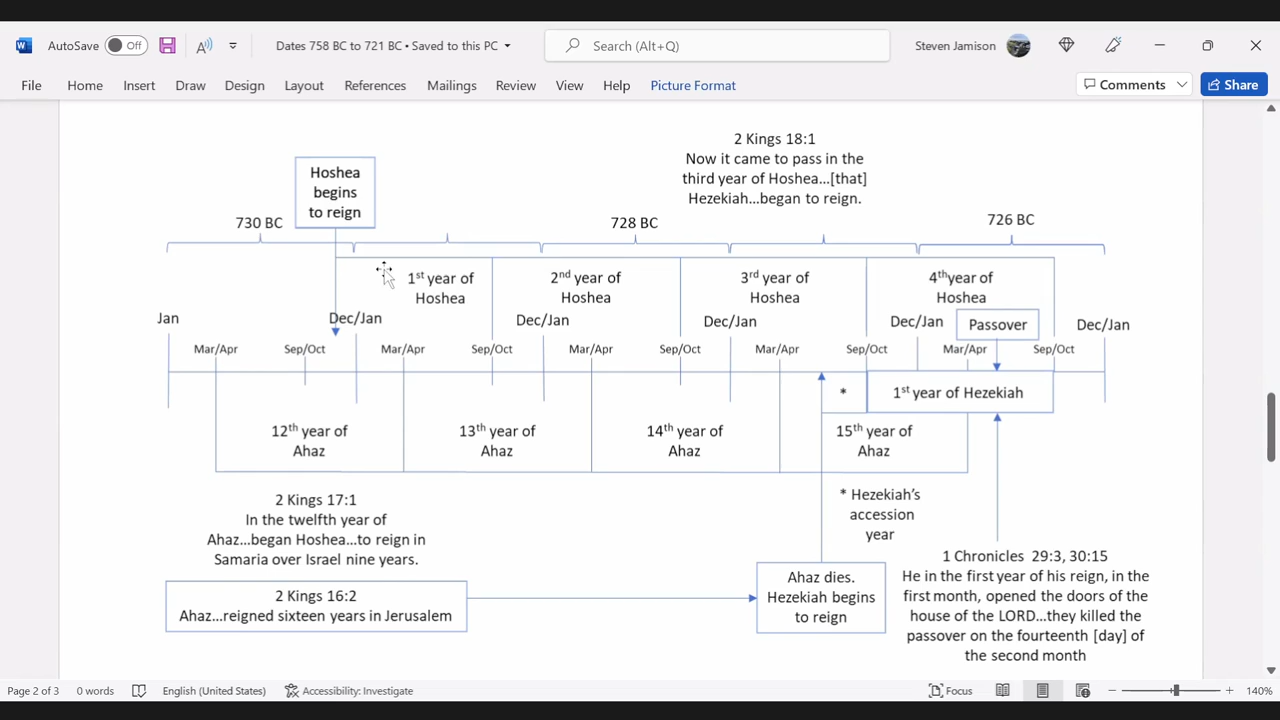 AutoSave Off Dates 758 BC to 721 BC • Saved to this PC Search (Alt+Q) Steven Jamison
File Home Insert Draw Design Layout References Mailings Review View Help Picture Format Comments Share
2 Kings 18:1
Now it came to pass in the
third year of Hoshea...[that]
Hezekiah...began to reign.
Hoshea
begins
to reign
730 BC 728 BC 726 BC
1st year of
Hoshea
2nd year of
Hoshea
3rd year of
Hoshea
4thyear of
Hoshea
Jan Dec/Jan Dec/Jan Dec/Jan Dec/Jan Passover Dec/Jan
Mar/Apr Sep/Oct Mar/Apr Sep/Oct Mar/Apr Sep/Oct Mar/Apr Sep/Oct Mar/Apr Sep/Oct
* 1st year of Hezekiah
12th year of
Ahaz
13th year of
Ahaz
14th year of
Ahaz
15th year of
Ahaz
2 Kings 17:1
In the twelfth year of
Ahaz...began Hoshea...to reign in
Samaria over Israel nine years.
* Hezekiah's
accession
year
2 Kings 16:2
Ahaz...reigned sixteen years in Jerusalem
Ahaz dies.
Hezekiah begins
to reign
1 Chronicles 29:3, 30:15
He in the first year of his reign, in the
first month, opened the doors of the
house of the LORD...they killed the
passover on the fourteenth [day] of
the second month
Page 2 of 3 0 words English (United States) Accessibility: Investigate Focus 140%